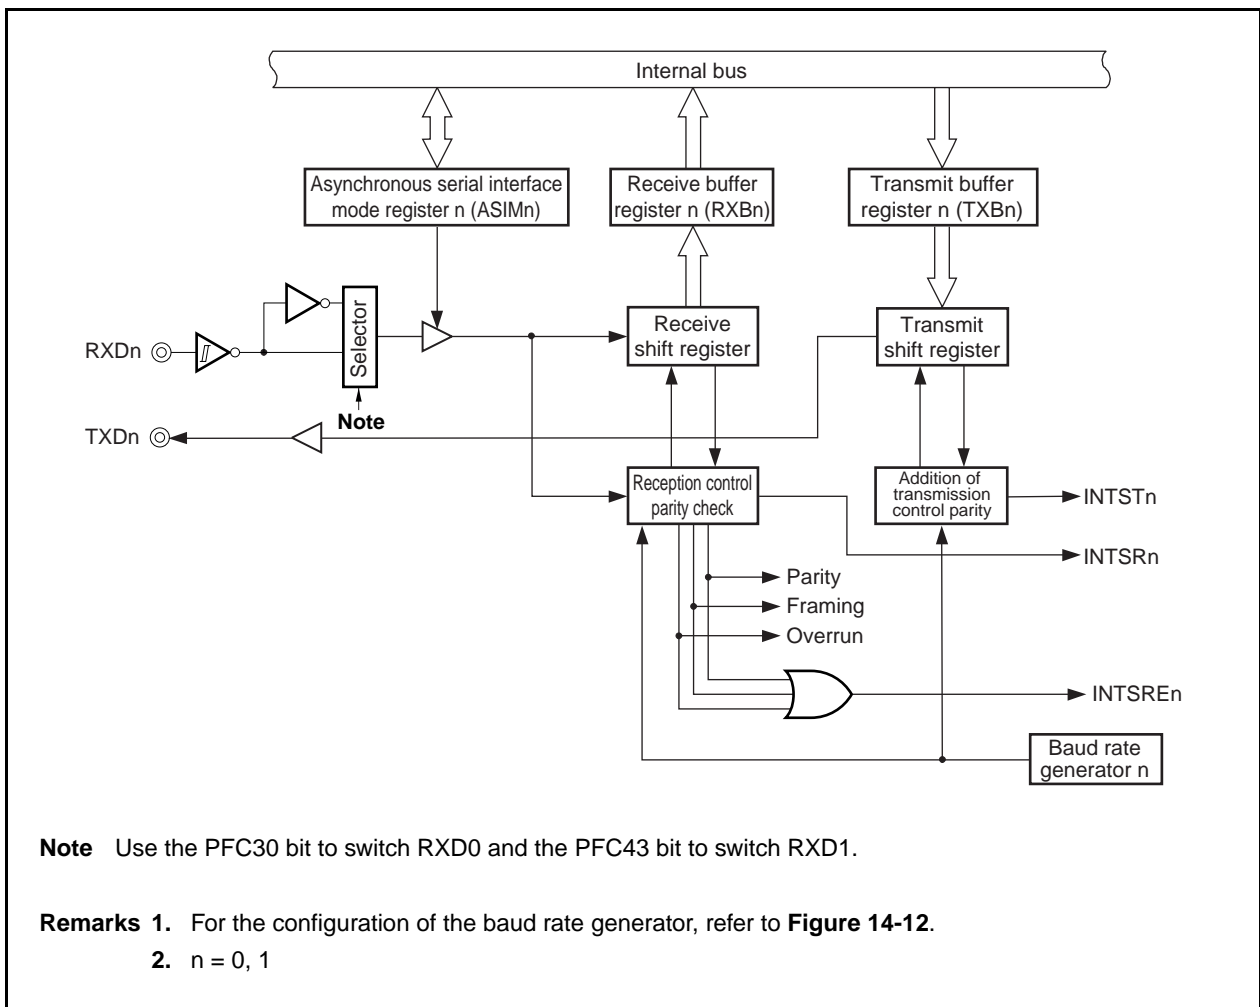 Internal bus
Asynchronous serial interface
mode register n (ASIMn)
Receive buffer
register n (RXBn)
Transmit buffer
register n (TXBn)
RXDn
Selector
Receive
shift register
Transmit
shift register
Note
TXDn
Reception control
parity check
Addition of
transmission
control parity
INTSTn
INTSRn
Parity
Framing
Overrun
INTSREn
Baud rate
generator n
Note Use the PFC30 bit to switch RXD0 and the PFC43 bit to switch RXD1.
Remarks 1. For the configuration of the baud rate generator, refer to Figure 14-12.
2. n = 0, 1